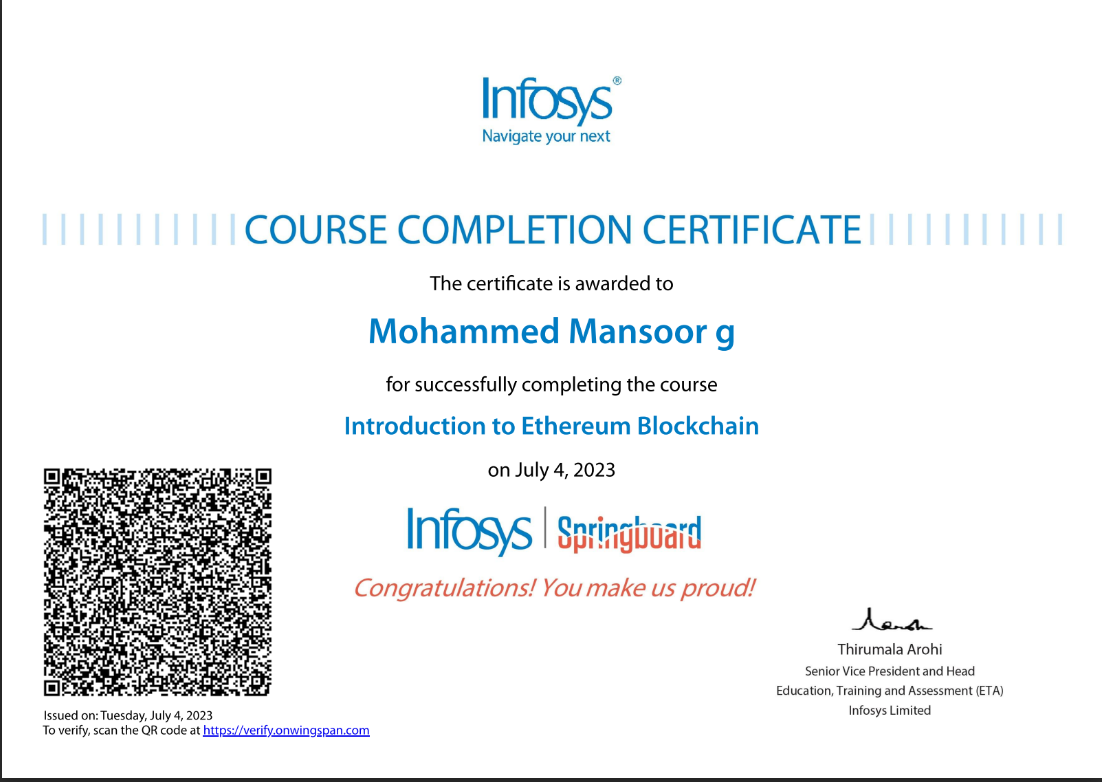 Infosys®
Navigate your next
COURSE COMPLETION CERTIFICATE
The certificate is awarded to
Mohammed Mansoor g
for successfully completing the course
Introduction to Ethereum Blockchain
on July 4, 2023
Infosys | Springboard
Congratulations! You make us proud!
Thirumala Arohi
Senior Vice President and Head
Education, Training and Assessment (ETA)
Infosys Limited
Issued on: Tuesday, July 4, 2023
To verify, scan the QR code at https://verify.onwingspan.com